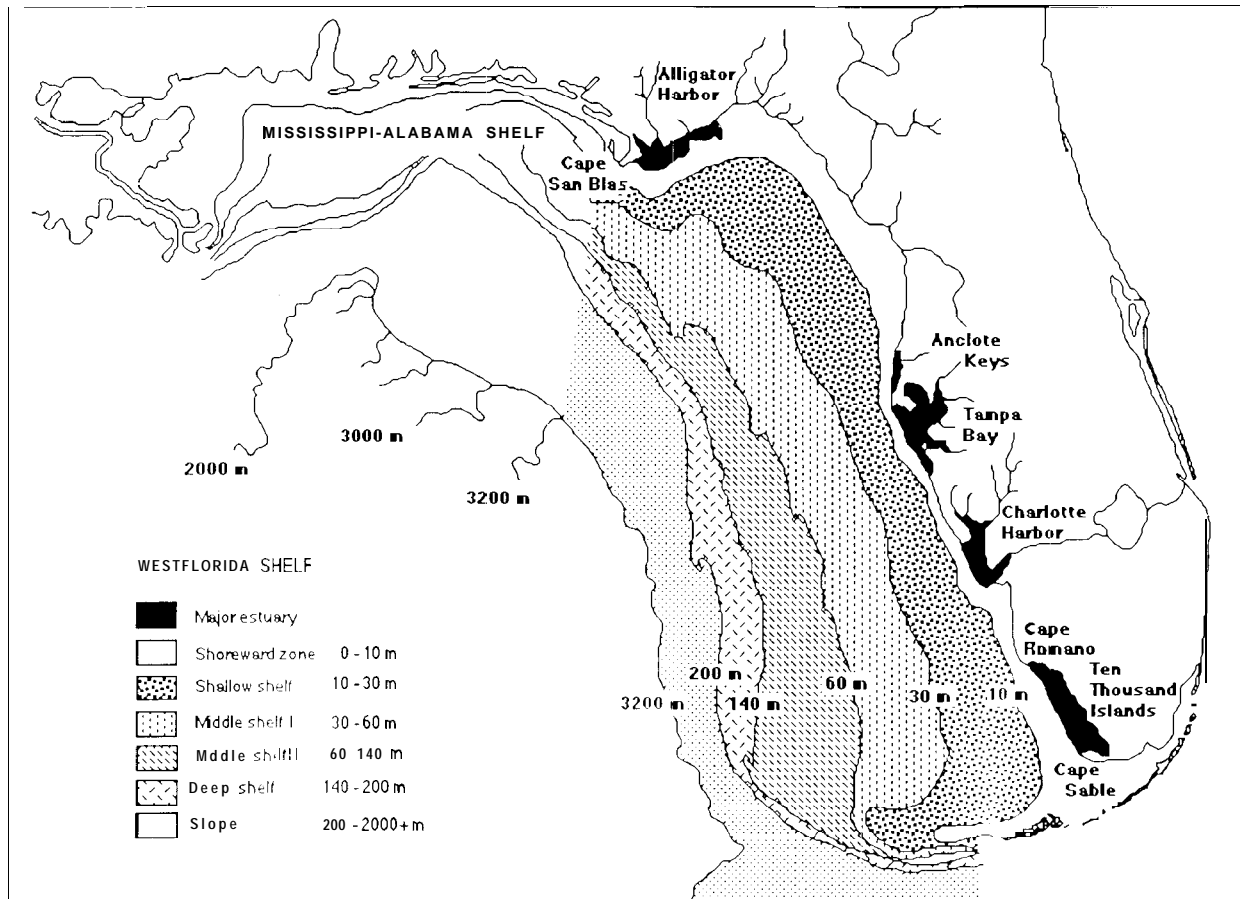 Alligator
Harbor
MISSISSIPPI-ALABAMA SHELF
Cape
San Blas
Anclote
Keys
Tampa
Bay
2000 m
3000 m
3200 m
Charlotte
Harbor
WESTFLORIDA SHELF
Major estuary
Shoreward zone 0-10 m
Shallow shelf 10-30 m
Middle shelf I 30-60 m
Mddle shelf II 60 140 m
Deep shelf 140-200 m
Slope 200-2000+m
Cape
Romano
Ten
Thousand
Islands
200 m
3200 m
140 m
60 m
30 m
10 m
Cape
Sable